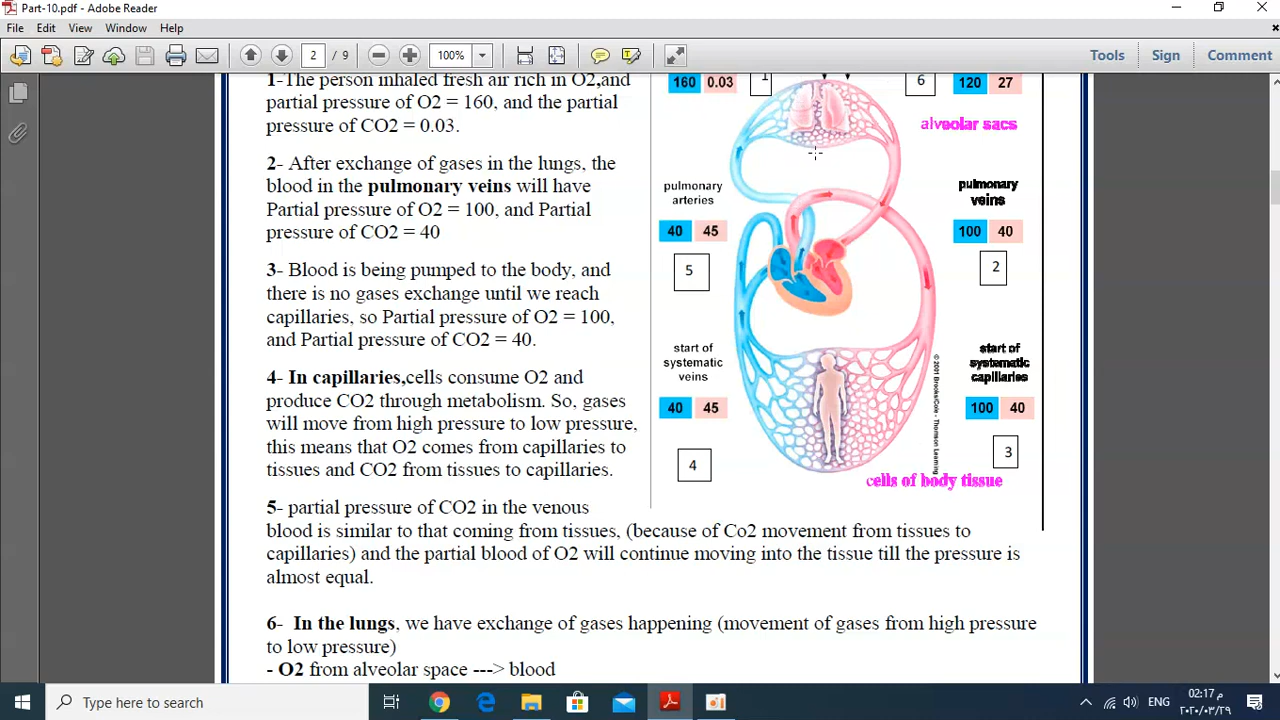 Part-10.pdf - Adobe Reader
File Edit View Window Help
2 / 9 100% Tools Sign Comment
1-The person inhaled fresh air rich in O2,and
partial pressure of O2 = 160, and the partial
pressure of CO2 = 0.03.
2- After exchange of gases in the lungs, the
blood in the pulmonary veins will have
Partial pressure of O2 = 100, and Partial
pressure of CO2 = 40
3- Blood is being pumped to the body, and
there is no gases exchange until we reach
capillaries, so Partial pressure of O2 = 100,
and Partial pressure of CO2 = 40.
4- In capillaries,cells consume O2 and
produce CO2 through metabolism. So, gases
will move from high pressure to low pressure,
this means that O2 comes from capillaries to
tissues and CO2 from tissues to capillaries.
5- partial pressure of CO2 in the venous
blood is similar to that coming from tissues, (because of Co2 movement from tissues to
capillaries) and the partial blood of O2 will continue moving into the tissue till the pressure is
almost equal.
6- In the lungs, we have exchange of gases happening (movement of gases from high pressure
to low pressure)
- O2 from alveolar space ---> blood
160 0.03 1
6 120 27
alveolar sacs
pulmonary
arteries
40 45
5
pulmonary
veins
100 40
2
start of
systematic
veins
40 45
4
start of
systematic
capillaries
100 40
3
© 2001 Brooks/Cole - Thomson Learning
cells of body tissue
Type here to search
ENG
02:17 م
٢٠٢٠/٠٣/٢٩